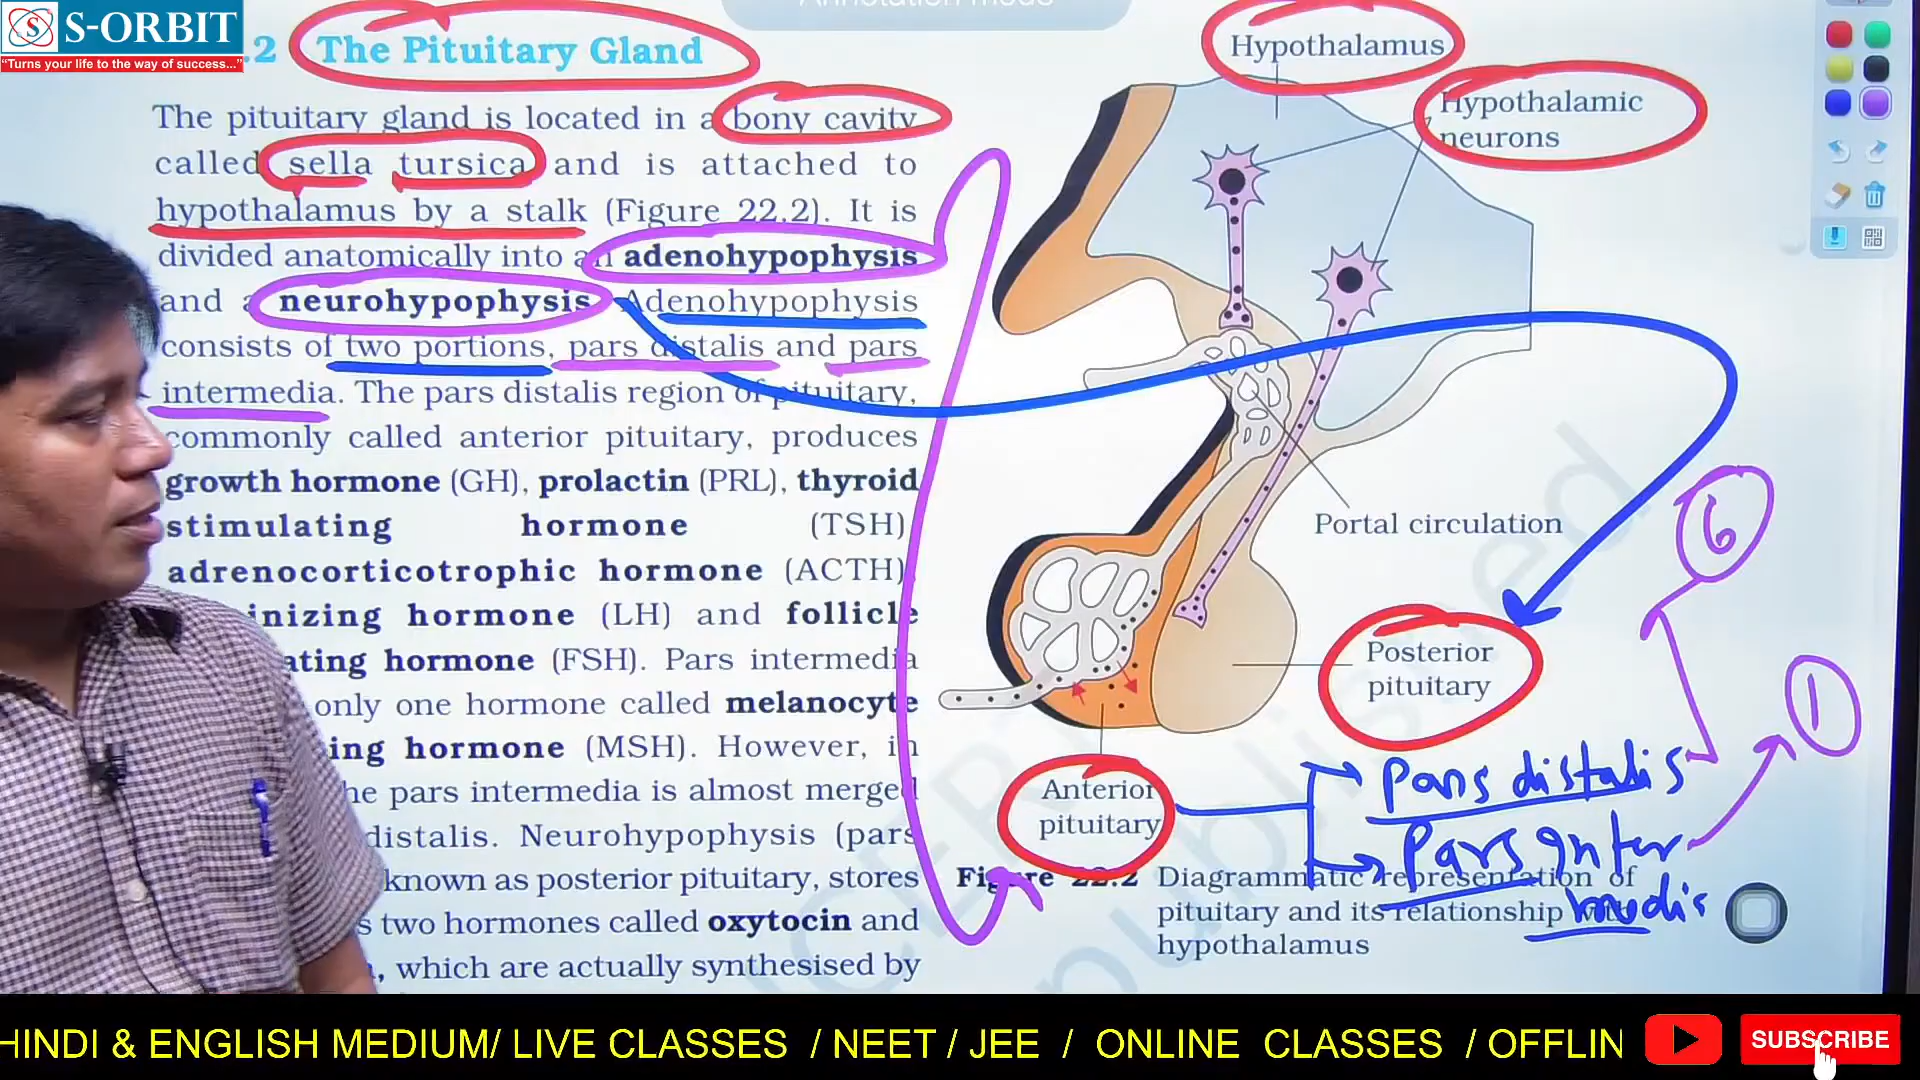 S-ORBIT
"Turns your life to the way of success..."
Annotation mode
.2 The Pituitary Gland
The pituitary gland is located in a bony cavity
called sella tursica and is attached to
hypothalamus by a stalk (Figure 22.2). It is
divided anatomically into an adenohypophysis
and a neurohypophysis Adenohypophysis
consists of two portions, pars distalis and pars
intermedia. The pars distalis region of pituitary,
commonly called anterior pituitary, produces
growth hormone (GH), prolactin (PRL), thyroid
stimulating hormone (TSH)
adrenocorticotrophic hormone (ACTH)
inizing hormone (LH) and follicle
ating hormone (FSH). Pars intermedia
only one hormone called melanocyte
ing hormone (MSH). However, in
he pars intermedia is almost merged
distalis. Neurohypophysis (pars
known as posterior pituitary, stores
s two hormones called oxytocin and
, which are actually synthesised by
Hypothalamus
Hypothalamic
neurons
Portal circulation
6
Posterior
pituitary
1
Anterior
pituitary
Pars distalis
Pars Inter
media
Figure 22.2 Diagrammatic representation of
pituitary and its relationship with
hypothalamus
HINDI & ENGLISH MEDIUM/ LIVE CLASSES / NEET / JEE / ONLINE CLASSES / OFFLIN
SUBSCRIBE